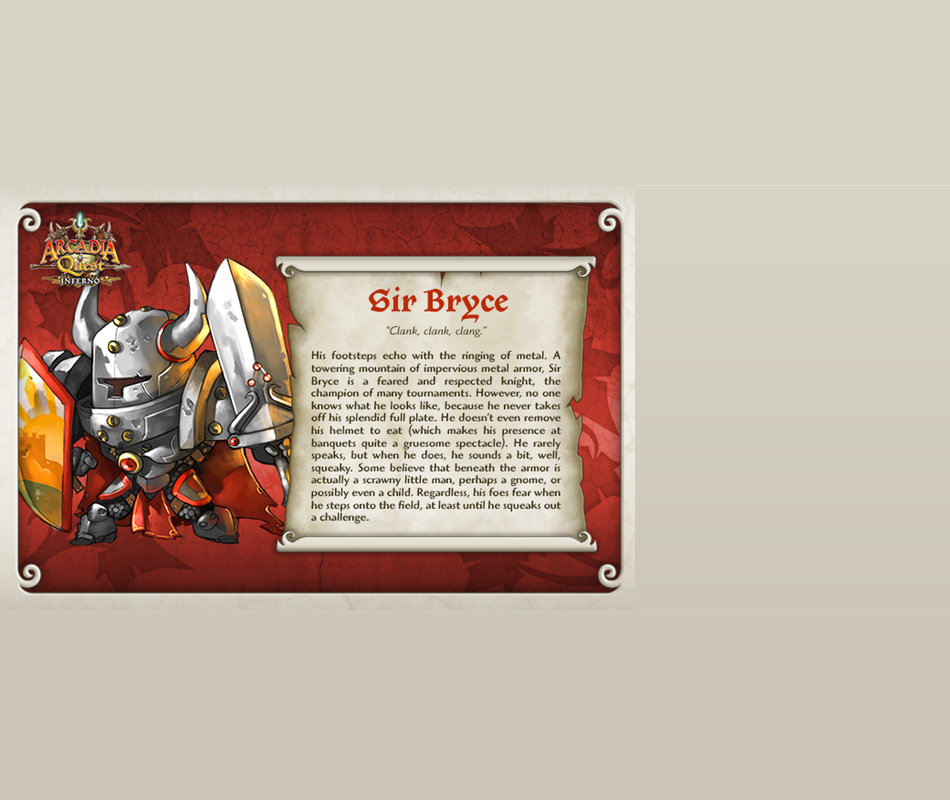 ARCADIA
Quest
INFERNO
Sir Bryce
"Clank, clank, clang."
His footsteps echo with the ringing of metal. A
towering mountain of impervious metal armor, Sir
Bryce is a feared and respected knight, the
champion of many tournaments. However, no one
knows what he looks like, because he never takes
off his splendid full plate. He doesn't even remove
his helmet to eat (which makes his presence at
banquets quite a gruesome spectacle). He rarely
speaks, but when he does, he sounds a bit, well,
squeaky. Some believe that beneath the armor is
actually a scrawny little man, perhaps a gnome, or
possibly even a child. Regardless, his foes fear when
he steps onto the field, at least until he squeaks out
a challenge.